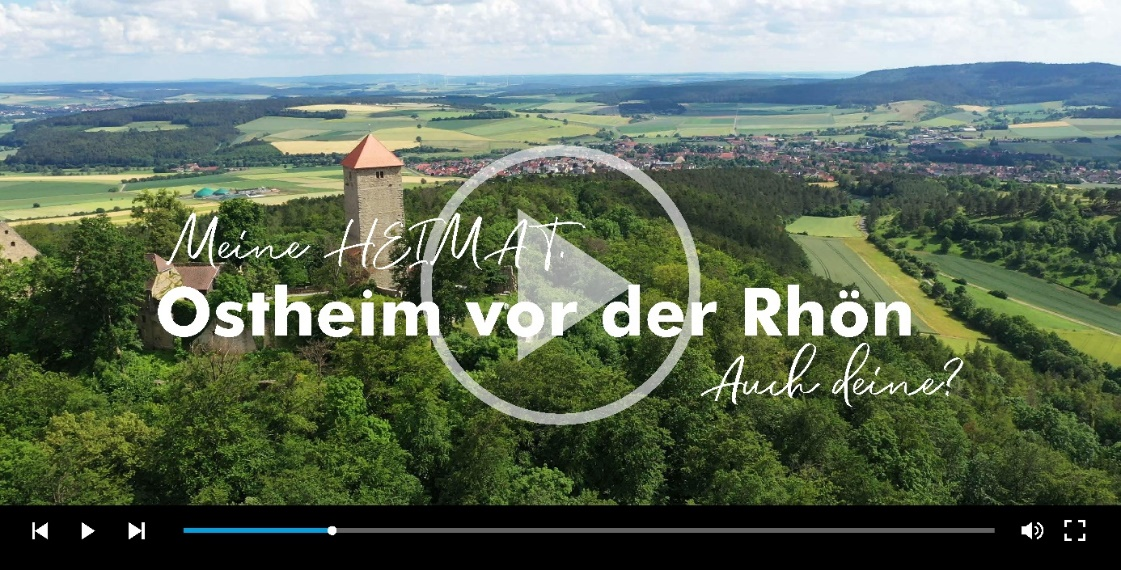 Meine HEIMAT.
Ostheim vor der Rhön
Auch deine?